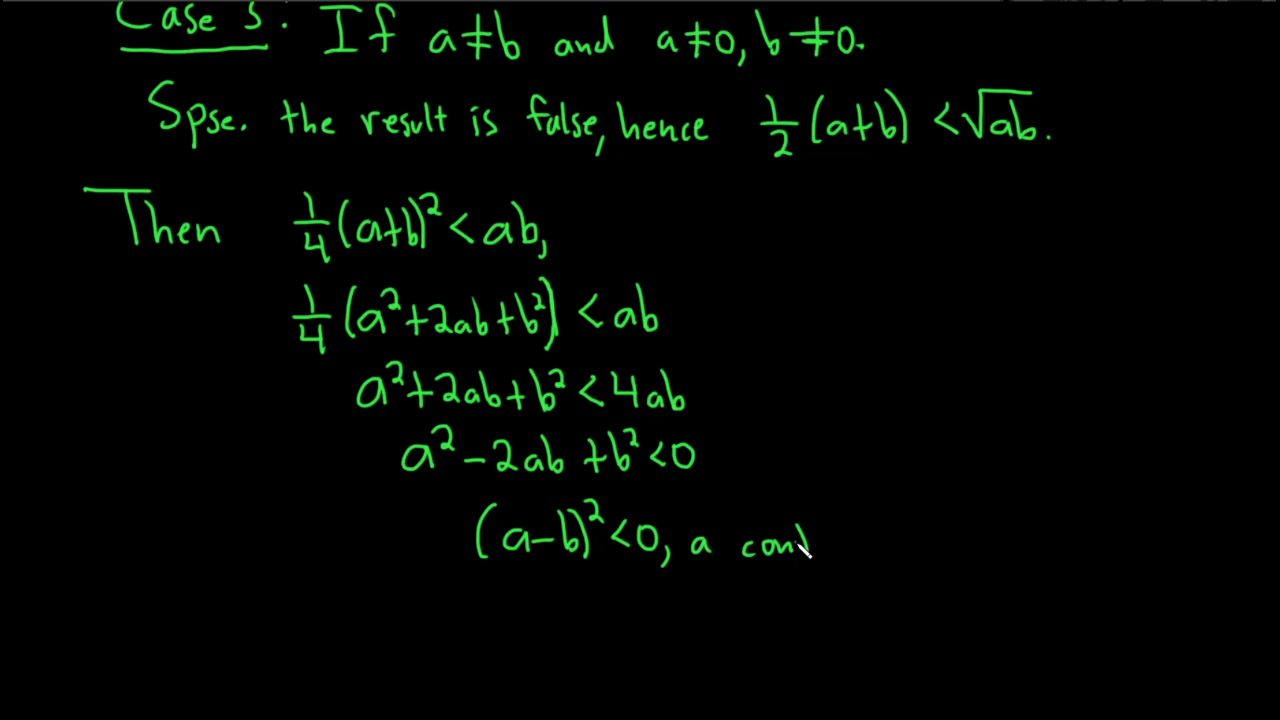 Case 3. If a≠b and a≠0, b≠0.
Spse. the result is false, hence 1/2 (a+b) < √ab.
Then 1/4 (a+b)² < ab,
1/4 (a²+2ab+b²) < ab
a²+2ab+b² < 4ab
a²-2ab+b² < 0
(a-b)² < 0, a cont